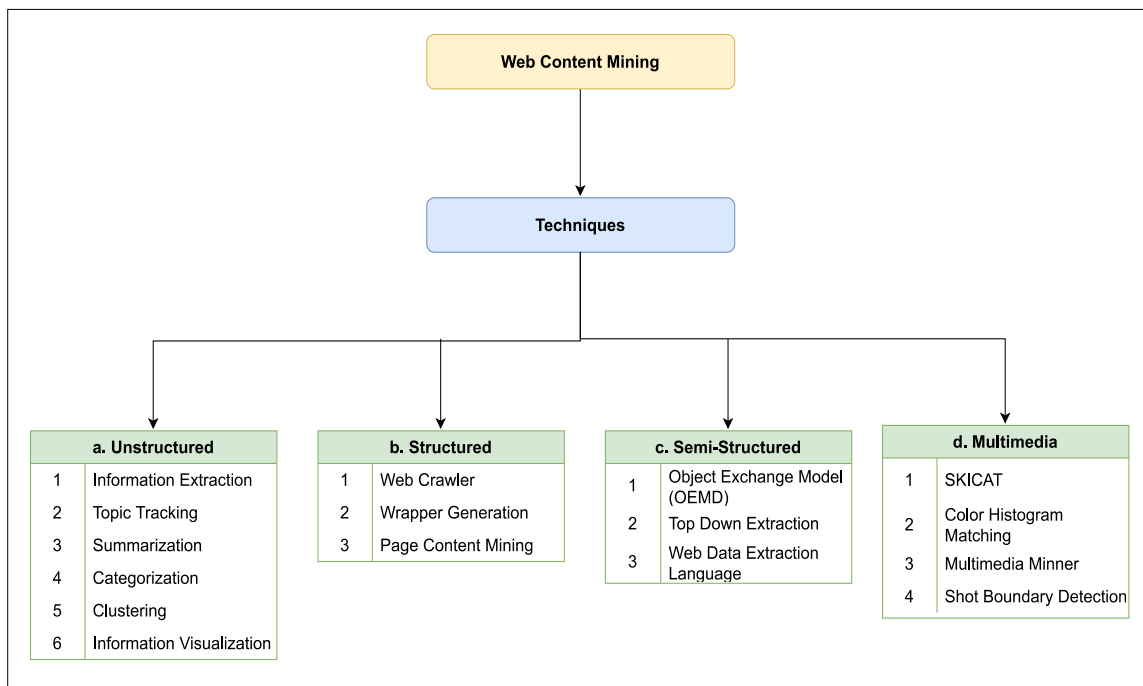 Web Content Mining
Techniques
a. Unstructured
1 Information Extraction
2 Topic Tracking
3 Summarization
4 Categorization
5 Clustering
6 Information Visualization
b. Structured
1 Web Crawler
2 Wrapper Generation
3 Page Content Mining
c. Semi-Structured
1 Object Exchange Model
(OEMD)
2 Top Down Extraction
3 Web Data Extraction
Language
d. Multimedia
1 SKICAT
2 Color Histogram
Matching
3 Multimedia Minner
4 Shot Boundary Detection